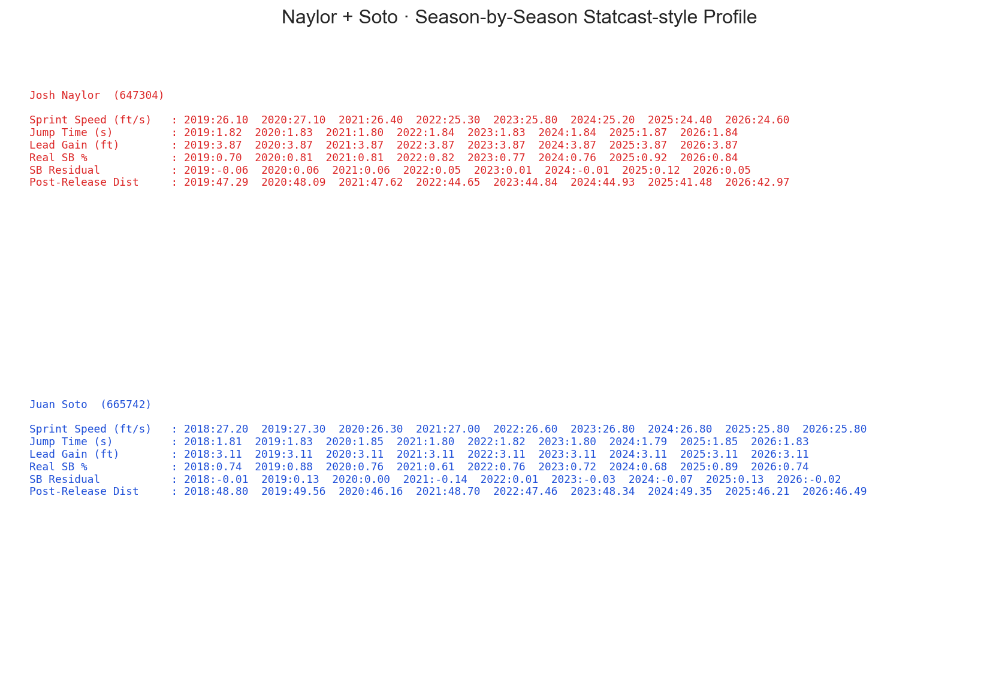 Naylor + Soto · Season-by-Season Statcast-style Profile
Josh Naylor  (647304)
Sprint Speed (ft/s)   : 2019:26.10  2020:27.10  2021:26.40  2022:25.30  2023:25.80  2024:25.20  2025:24.40  2026:24.60
Jump Time (s)         : 2019:1.82  2020:1.83  2021:1.80  2022:1.84  2023:1.83  2024:1.84  2025:1.87  2026:1.84
Lead Gain (ft)        : 2019:3.87  2020:3.87  2021:3.87  2022:3.87  2023:3.87  2024:3.87  2025:3.87  2026:3.87
Real SB %             : 2019:0.70  2020:0.81  2021:0.81  2022:0.82  2023:0.77  2024:0.76  2025:0.92  2026:0.84
SB Residual           : 2019:-0.06  2020:0.06  2021:0.06  2022:0.05  2023:0.01  2024:-0.01  2025:0.12  2026:0.05
Post-Release Dist     : 2019:47.29  2020:48.09  2021:47.62  2022:44.65  2023:44.84  2024:44.93  2025:41.48  2026:42.97
Juan Soto  (665742)
Sprint Speed (ft/s)   : 2018:27.20  2019:27.30  2020:26.30  2021:27.00  2022:26.60  2023:26.80  2024:26.80  2025:25.80  2026:25.80
Jump Time (s)         : 2018:1.81  2019:1.83  2020:1.85  2021:1.80  2022:1.82  2023:1.80  2024:1.79  2025:1.85  2026:1.83
Lead Gain (ft)        : 2018:3.11  2019:3.11  2020:3.11  2021:3.11  2022:3.11  2023:3.11  2024:3.11  2025:3.11  2026:3.11
Real SB %             : 2018:0.74  2019:0.88  2020:0.76  2021:0.61  2022:0.76  2023:0.72  2024:0.68  2025:0.89  2026:0.74
SB Residual           : 2018:-0.01  2019:0.13  2020:0.00  2021:-0.14  2022:0.01  2023:-0.03  2024:-0.07  2025:0.13  2026:-0.02
Post-Release Dist     : 2018:48.80  2019:49.56  2020:46.16  2021:48.70  2022:47.46  2023:48.34  2024:49.35  2025:46.21  2026:46.49